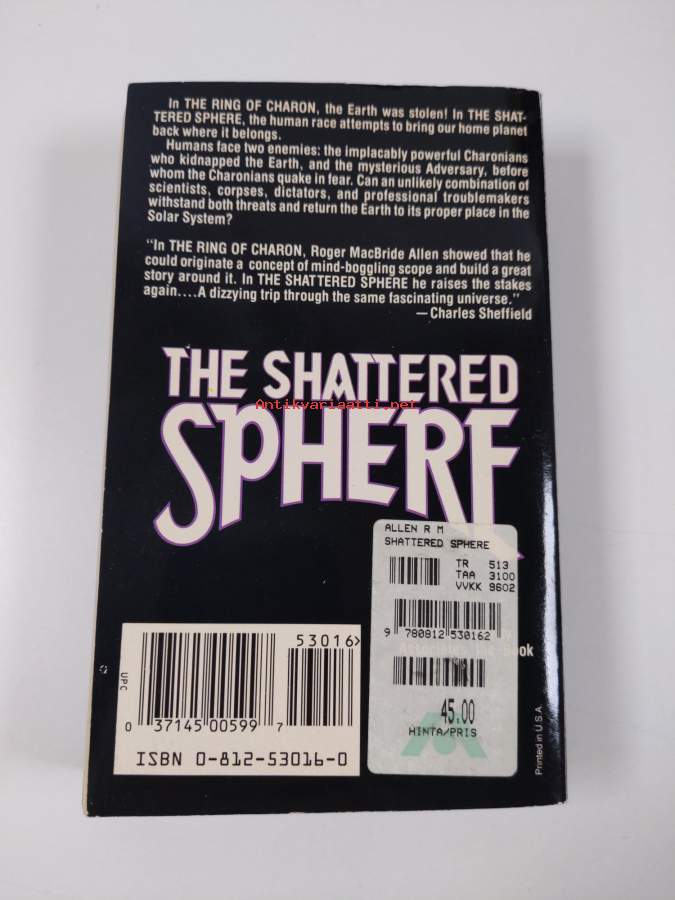 In THE RING OF CHARON, the Earth was stolen! In THE SHAT-
TERED SPHERE, the human race attempts to bring our home planet
back where it belongs.
Humans face two enemies: the implacably powerful Charonians
who kidnapped the Earth, and the mysterious Adversary, before
whom the Charonians quake in fear. Can an unlikely combination of
scientists, corpses, dictators, and professional troublemakers
withstand both threats and return the Earth to its proper place in the
Solar System?
"In THE RING OF CHARON, Roger MacBride Allen showed that he
could originate a concept of mind-boggling scope and build a great
story around it. In THE SHATTERED SPHERE he raises the stakes
again....A dizzying trip through the same fascinating universe."
—Charles Sheffield
THE SHATTERED
Antikvariaatti.net
SPHERE
ALLEN R M
SHATTERED SPHERE
TR 513
TAA 3100
VVKK 9602
9 780812 530162
Book
45.00
HINTA/PRIS
53016>
UPC
0 37145 00599 7
ISBN 0-812-53016-0
Printed in U.S.A.